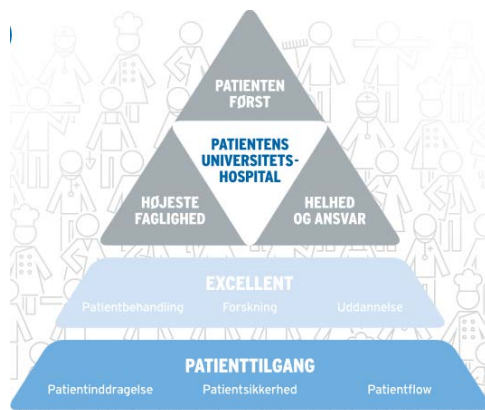 PATIENTEN
FØRST
PATIENTENS
UNIVERSITETS-
HOSPITAL
HØJESTE
FAGLIGHED
HELHED
OG ANSVAR
EXCELLENT
Patientbehandling Forskning Uddannelse
PATIENTTILGANG
Patientinddragelse Patientsikkerhed Patientflow